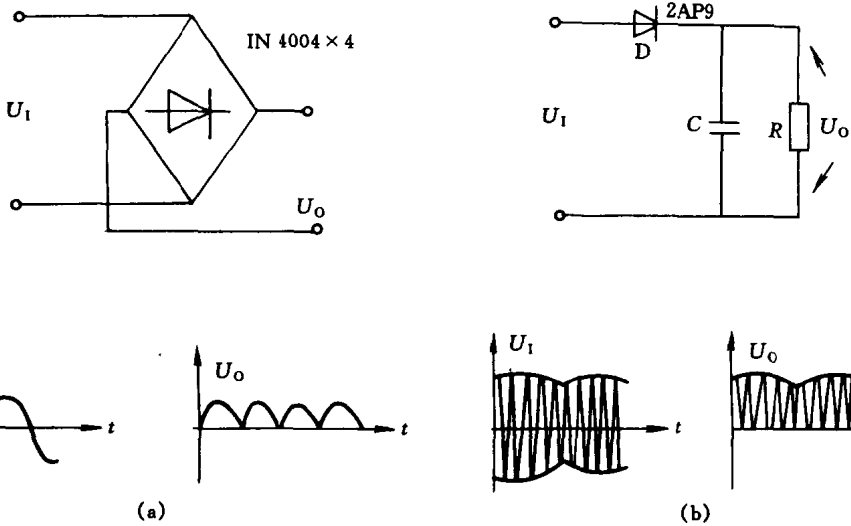 IN 4004×4
U_I
U_O
2AP9
D
U_I
C
R
U_O
t
U_O
t
U_I
t
U_O
(a)
(b)